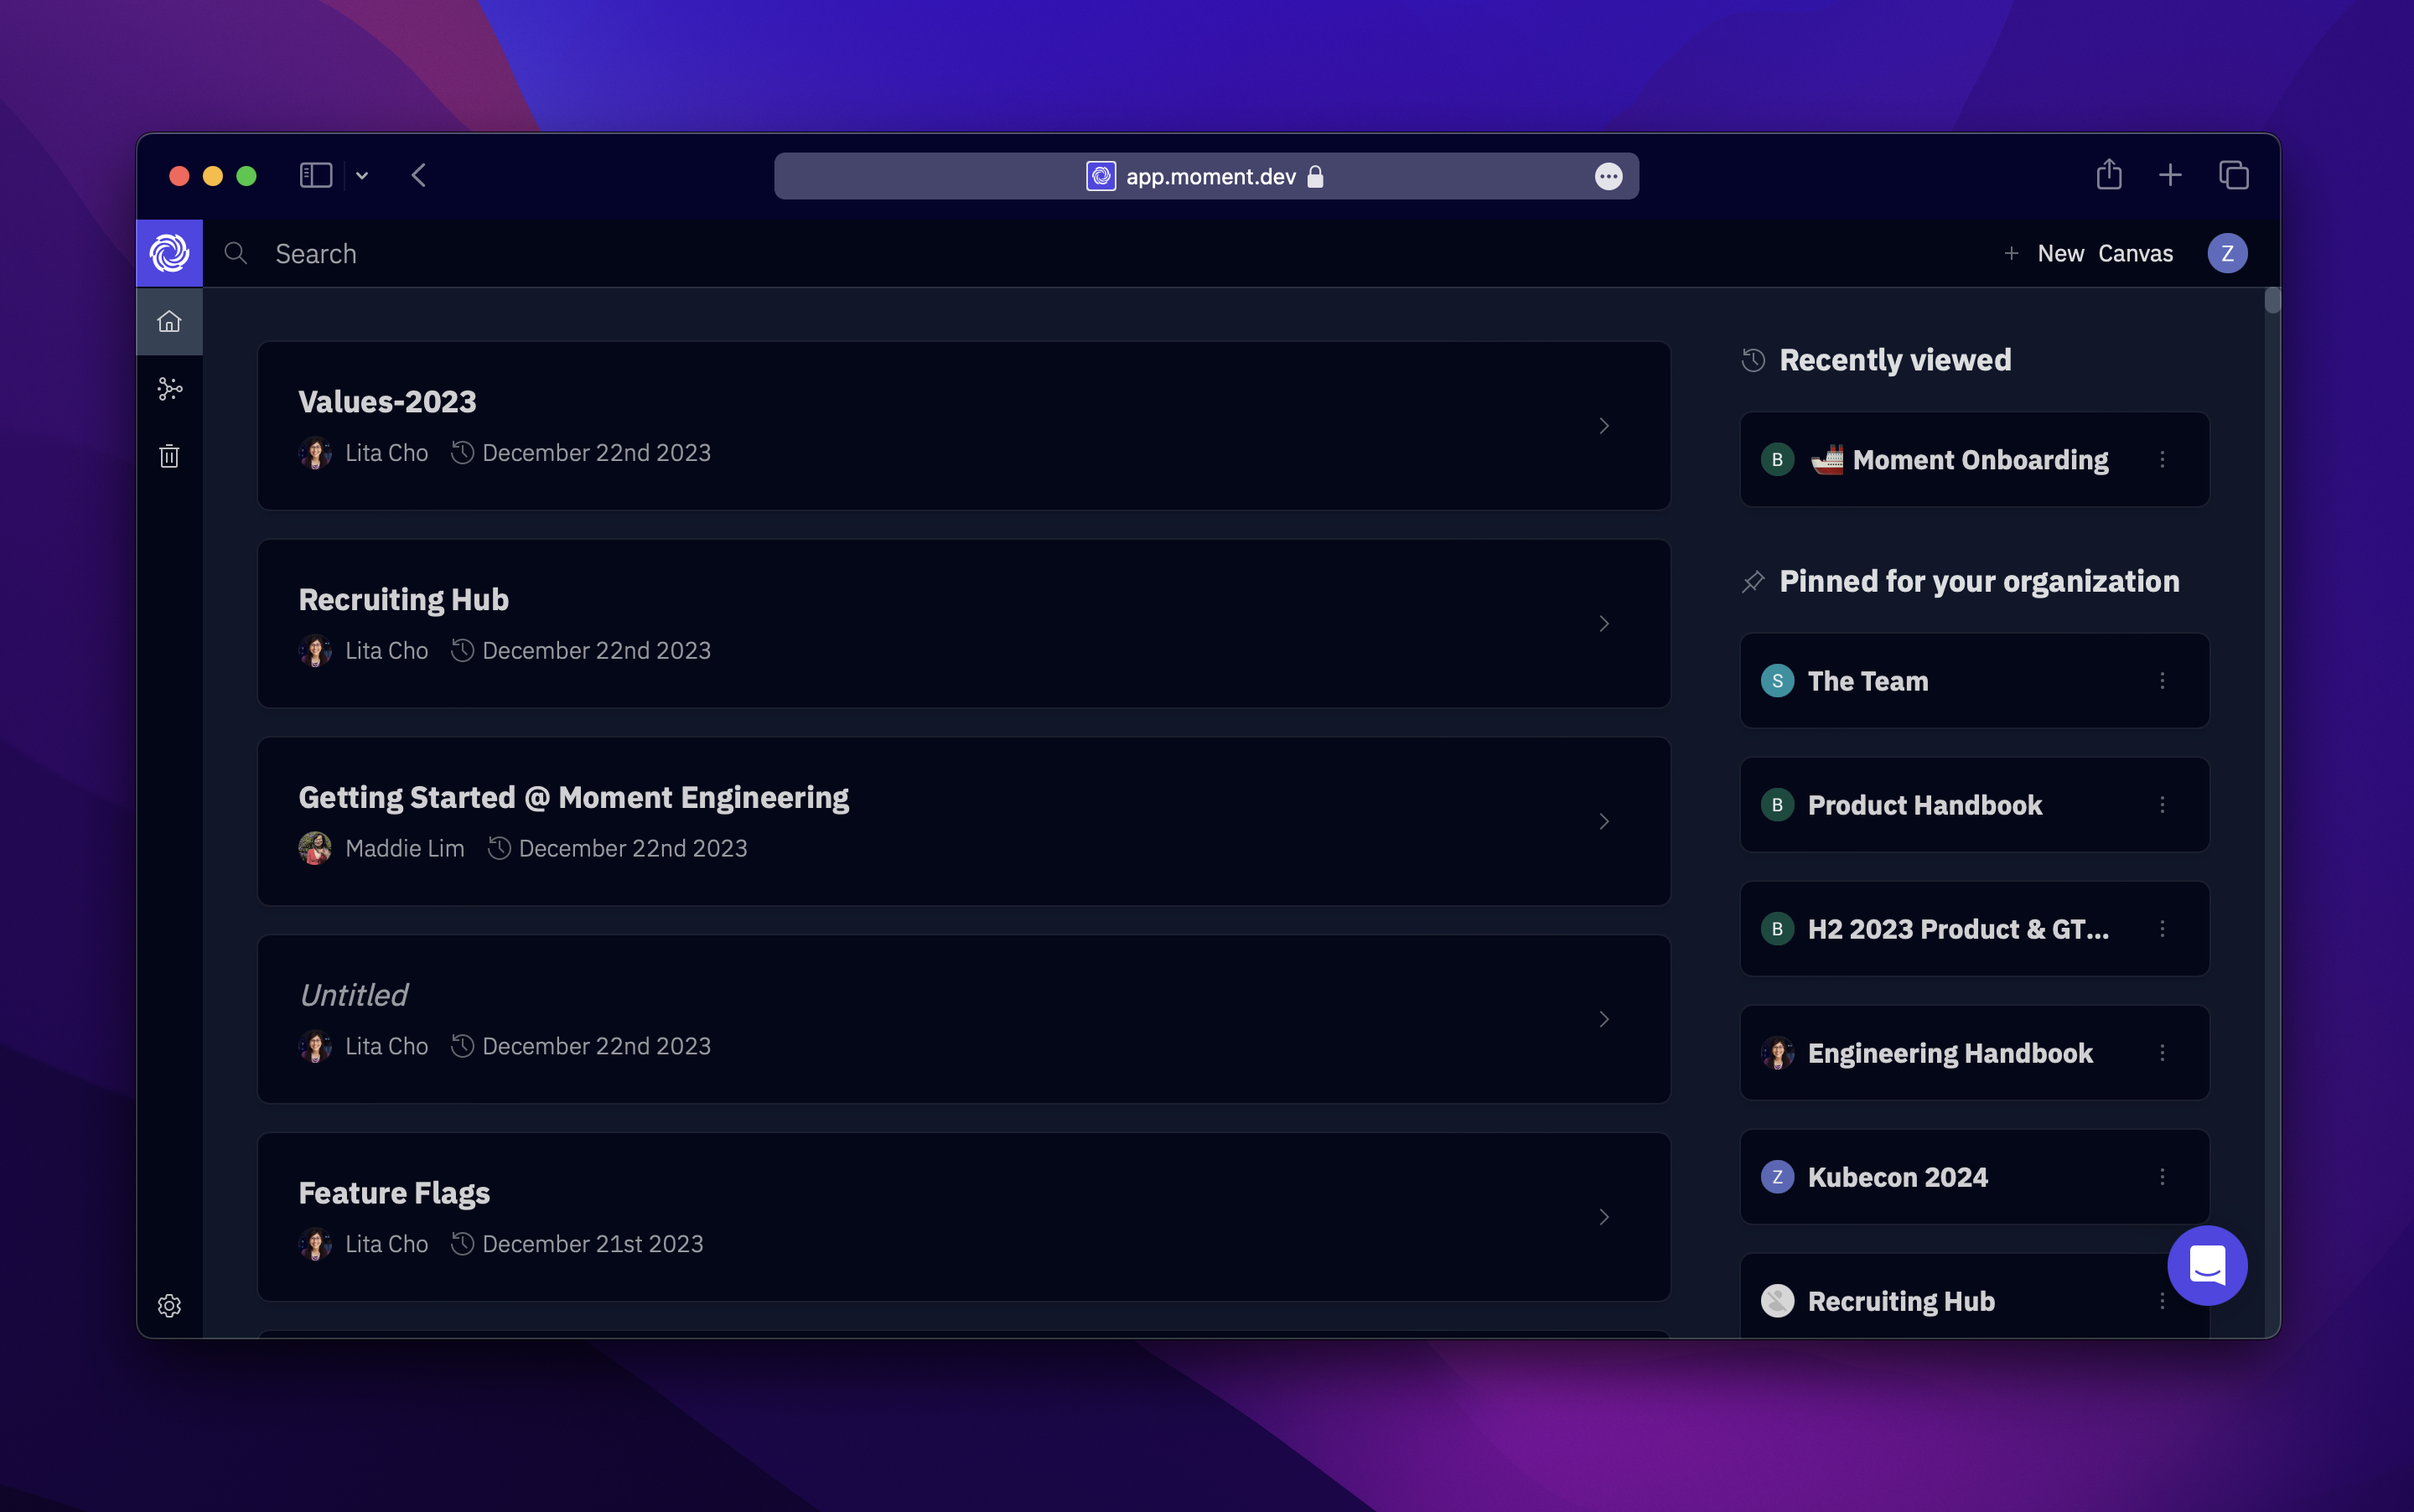 app.moment.dev
Search
+ New Canvas
Z
Values-2023
Lita Cho December 22nd 2023
Recruiting Hub
Lita Cho December 22nd 2023
Getting Started @ Moment Engineering
Maddie Lim December 22nd 2023
Untitled
Lita Cho December 22nd 2023
Feature Flags
Lita Cho December 21st 2023
Recently viewed
B 🚢 Moment Onboarding
Pinned for your organization
S The Team
B Product Handbook
B H2 2023 Product & GT...
Engineering Handbook
Z Kubecon 2024
Recruiting Hub